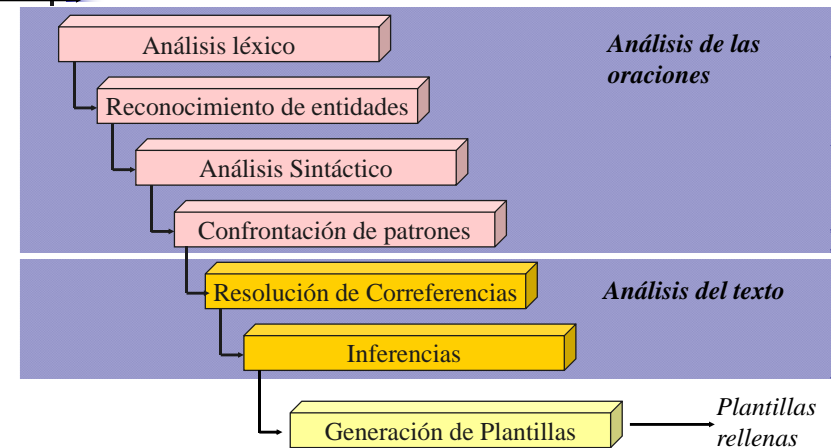 Análisis léxico
Análisis de las
oraciones
Reconocimiento de entidades
Análisis Sintáctico
Confrontación de patrones
Resolución de Correferencias
Análisis del texto
Inferencias
Generación de Plantillas
Plantillas
rellenas